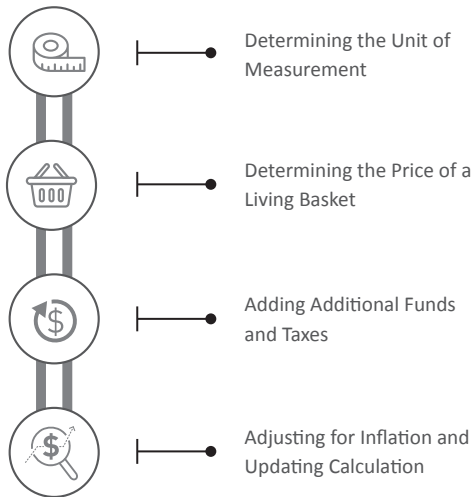 Determining the Unit of
Measurement
Determining the Price of a
Living Basket
$
Adding Additional Funds
and Taxes
$
Adjusting for Inflation and
Updating Calculation